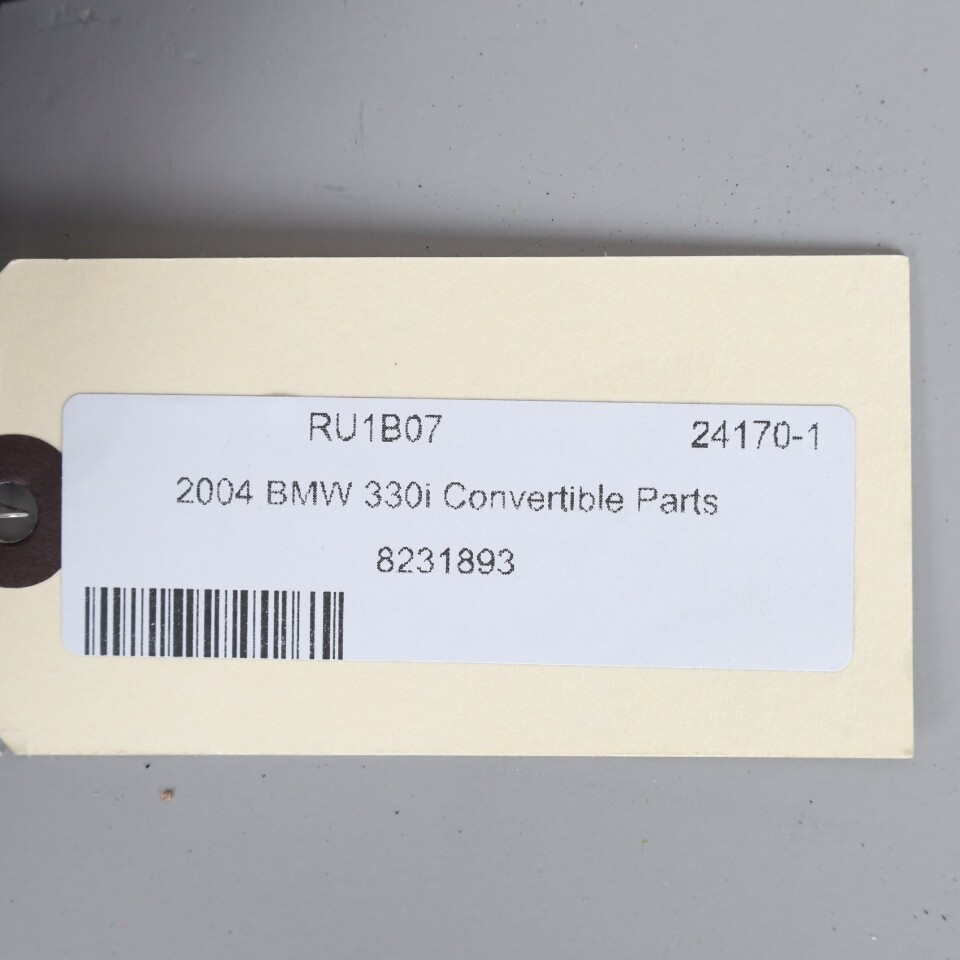 RU1B07 24170-1
2004 BMW 330i Convertible Parts
8231893